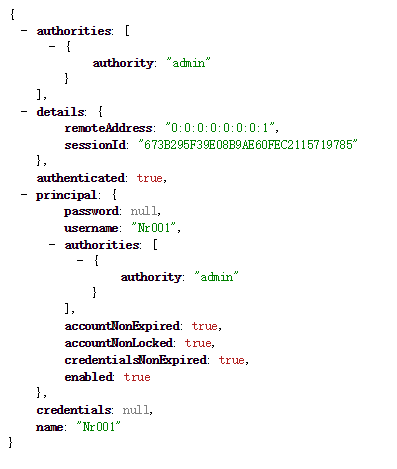 {
- authorities: [
- {
authority: "admin"
}
],
- details: {
remoteAddress: "0:0:0:0:0:0:0:1",
sessionId: "673B295F39E08B9AE60FEC2115719785"
},
authenticated: true,
- principal: {
password: null,
username: "Nr001",
- authorities: [
- {
authority: "admin"
}
],
accountNonExpired: true,
accountNonLocked: true,
credentialsNonExpired: true,
enabled: true
},
credentials: null,
name: "Nr001"
}